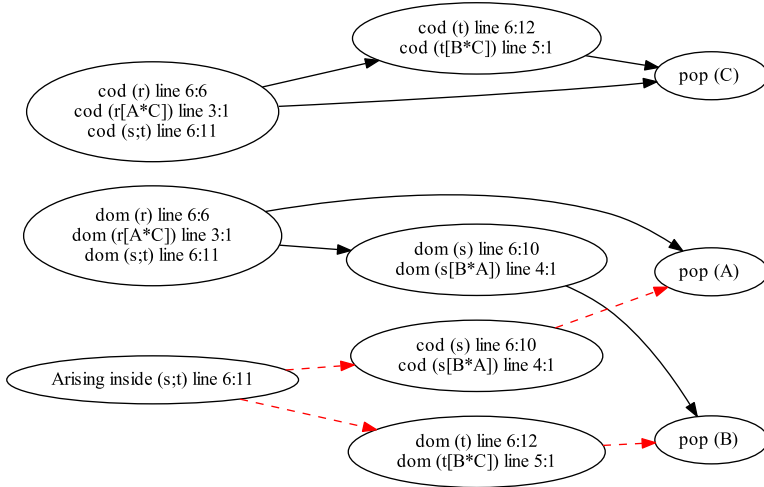 cod (t) line 6:12
cod (t[B*C]) line 5:1
pop (C)
cod (r) line 6:6
cod (r[A*C]) line 3:1
cod (s;t) line 6:11
dom (r) line 6:6
dom (r[A*C]) line 3:1
dom (s;t) line 6:11
dom (s) line 6:10
dom (s[B*A]) line 4:1
pop (A)
cod (s) line 6:10
cod (s[B*A]) line 4:1
Arising inside (s;t) line 6:11
dom (t) line 6:12
dom (t[B*C]) line 5:1
pop (B)